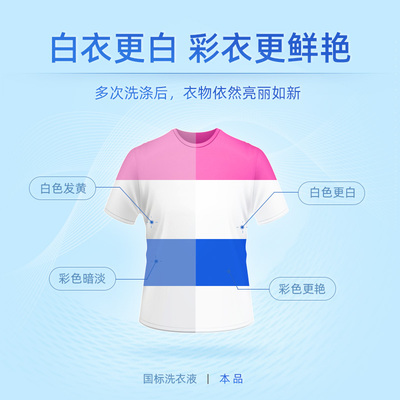 白衣更白 彩衣更鲜艳
多次洗涤后，衣物依然亮丽如新
白色发黄
白色更白
彩色暗淡
彩色更艳
国标洗衣液 | 本品